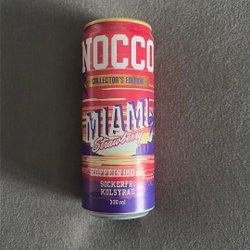 NOCCO
COLLECTOR'S EDITION
MIAMI
Strawberry
KOFFEIN 180 mg
SOCKERFRI
KOLSYRAD
330 ml